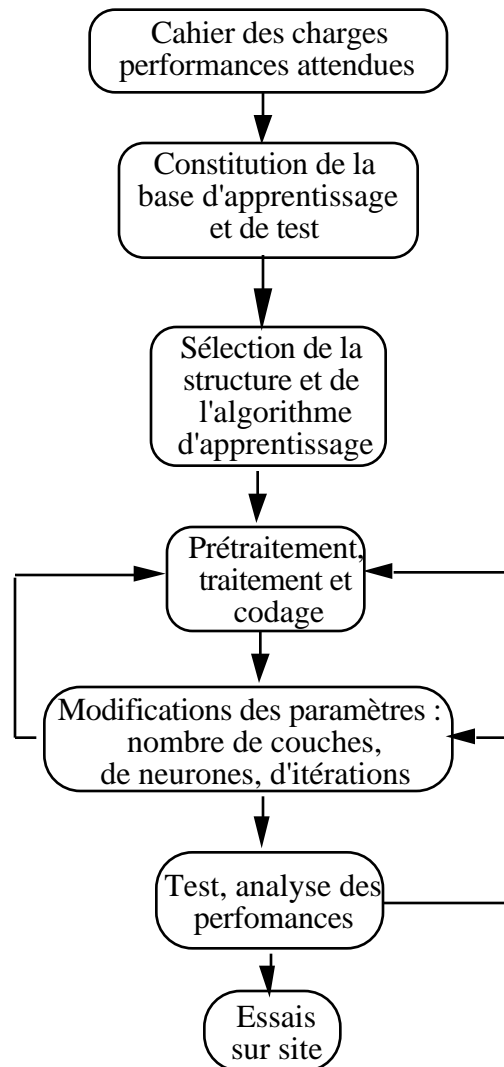 Cahier des charges
performances attendues
Constitution de la
base d'apprentissage
et de test
Sélection de la
structure et de
l'algorithme
d'apprentissage
Prétraitement,
traitement et
codage
Modifications des paramètres :
nombre de couches,
de neurones, d'itérations
Test, analyse des
perfomances
Essais
sur site